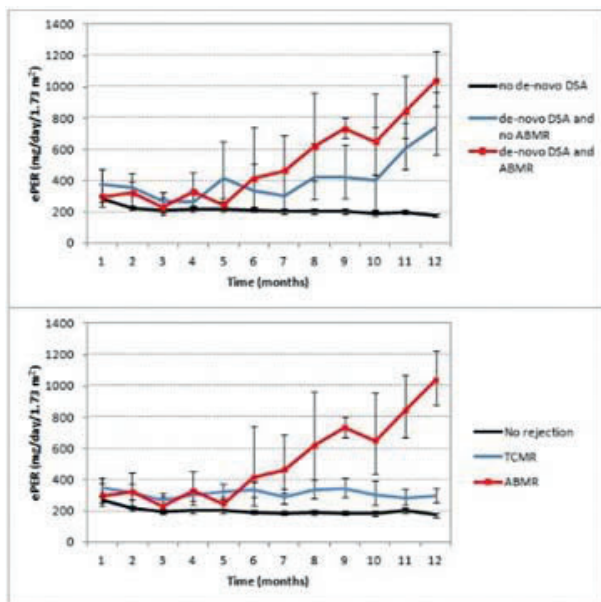 1400
1200
1000
800
600
400
200
0
ePER (mg/day/1.73 m²)
1 2 3 4 5 6 7 8 9 10 11 12
Time (months)
no de-novo DSA
de-novo DSA and
no ABMR
de-novo DSA and
ABMR
1400
1200
1000
800
600
400
200
0
ePER (mg/day/1.73 m²)
1 2 3 4 5 6 7 8 9 10 11 12
Time (months)
No rejection
TCMR
ABMR